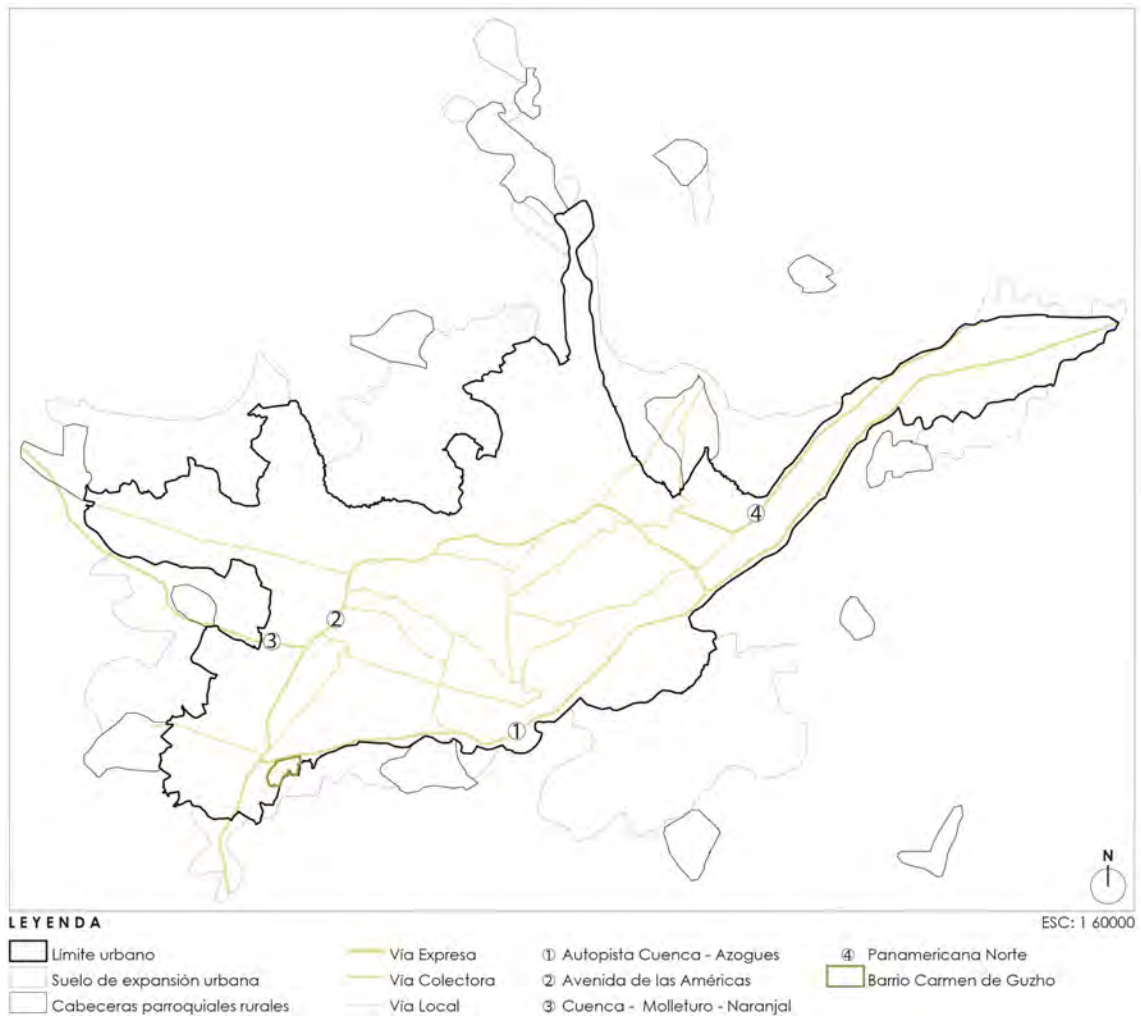 4
2
3
1
N
LEYENDA
ESC: 1 60000
Límite urbano
Suelo de expansión urbana
Cabeceras parroquiales rurales
Vía Expresa
Vía Colectora
Vía Local
① Autopista Cuenca - Azogues
② Avenida de las Américas
③ Cuenca - Molleturo - Naranjal
④ Panamericana Norte
Barrio Carmen de Guzho